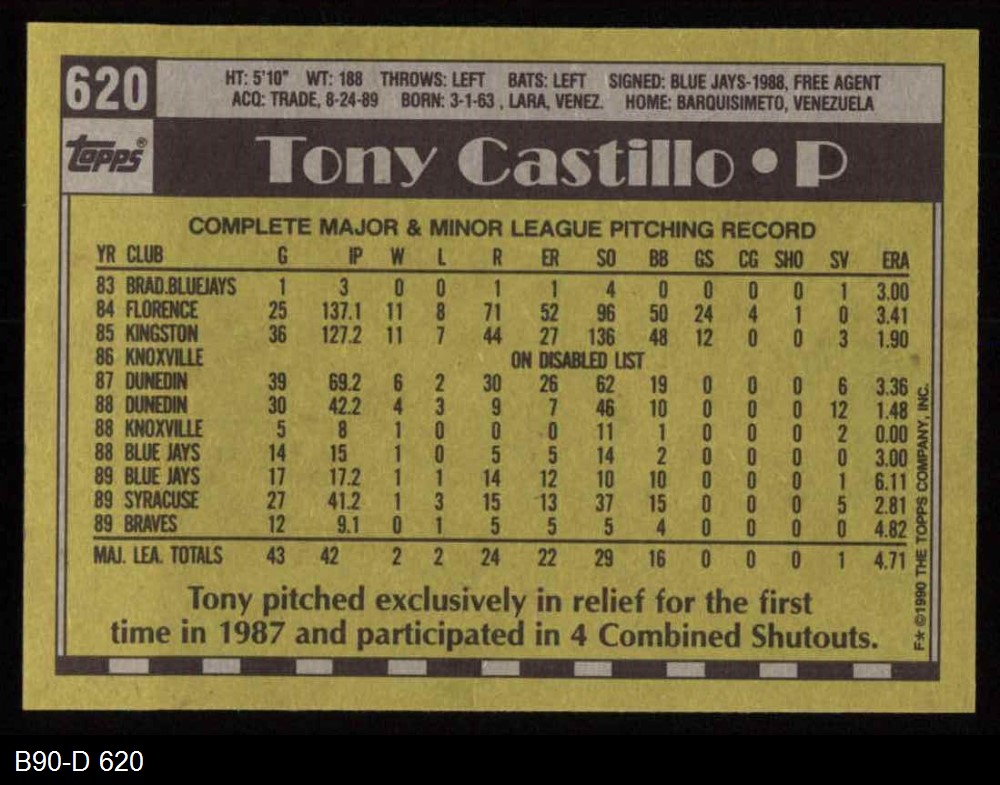 620
HT: 5'10" WT: 188 THROWS: LEFT BATS: LEFT SIGNED: BLUE JAYS-1988, FREE AGENT
ACQ: TRADE, 8-24-89 BORN: 3-1-63 , LARA, VENEZ. HOME: BARQUISIMETO, VENEZUELA
topps®
Tony Castillo • P
COMPLETE MAJOR & MINOR LEAGUE PITCHING RECORD
YR CLUB G IP W L R ER SO BB GS CG SHO SV ERA
83 BRAD.BLUEJAYS 1 3 0 0 1 1 4 0 0 0 0 1 3.00
84 FLORENCE 25 137.1 11 8 71 52 96 50 24 4 1 0 3.41
85 KINGSTON 36 127.2 11 7 44 27 136 48 12 0 0 3 1.90
86 KNOXVILLE ON DISABLED LIST
87 DUNEDIN 39 69.2 6 2 30 26 62 19 0 0 0 6 3.36
88 DUNEDIN 30 42.2 4 3 9 7 46 10 0 0 0 12 1.48
88 KNOXVILLE 5 8 1 0 0 0 11 1 0 0 0 2 0.00
88 BLUE JAYS 14 15 1 0 5 5 14 2 0 0 0 0 3.00
89 BLUE JAYS 17 17.2 1 1 14 12 10 10 0 0 0 1 6.11
89 SYRACUSE 27 41.2 1 3 15 13 37 15 0 0 0 5 2.81
89 BRAVES 12 9.1 0 1 5 5 5 4 0 0 0 0 4.82
MAJ. LEA. TOTALS 43 42 2 2 24 22 29 16 0 0 0 1 4.71
Tony pitched exclusively in relief for the first
time in 1987 and participated in 4 Combined Shutouts.
F* ©1990 THE TOPPS COMPANY, INC.
B90-D 620